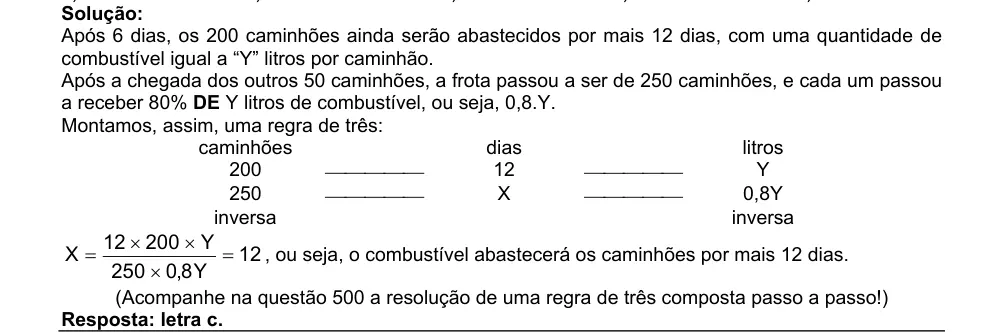 Solução:
Após 6 dias, os 200 caminhões ainda serão abastecidos por mais 12 dias, com uma quantidade de
combustível igual a “Y” litros por caminhão.
Após a chegada dos outros 50 caminhões, a frota passou a ser de 250 caminhões, e cada um passou
a receber 80% DE Y litros de combustível, ou seja, 0,8.Y.
Montamos, assim, uma regra de três:
caminhões dias litros
200 12 Y
250 X 0,8Y
inversa inversa
X = 12 × 200 × Y / 250 × 0,8Y = 12 , ou seja, o combustível abastecerá os caminhões por mais 12 dias.
(Acompanhe na questão 500 a resolução de uma regra de três composta passo a passo!)
Resposta: letra c.